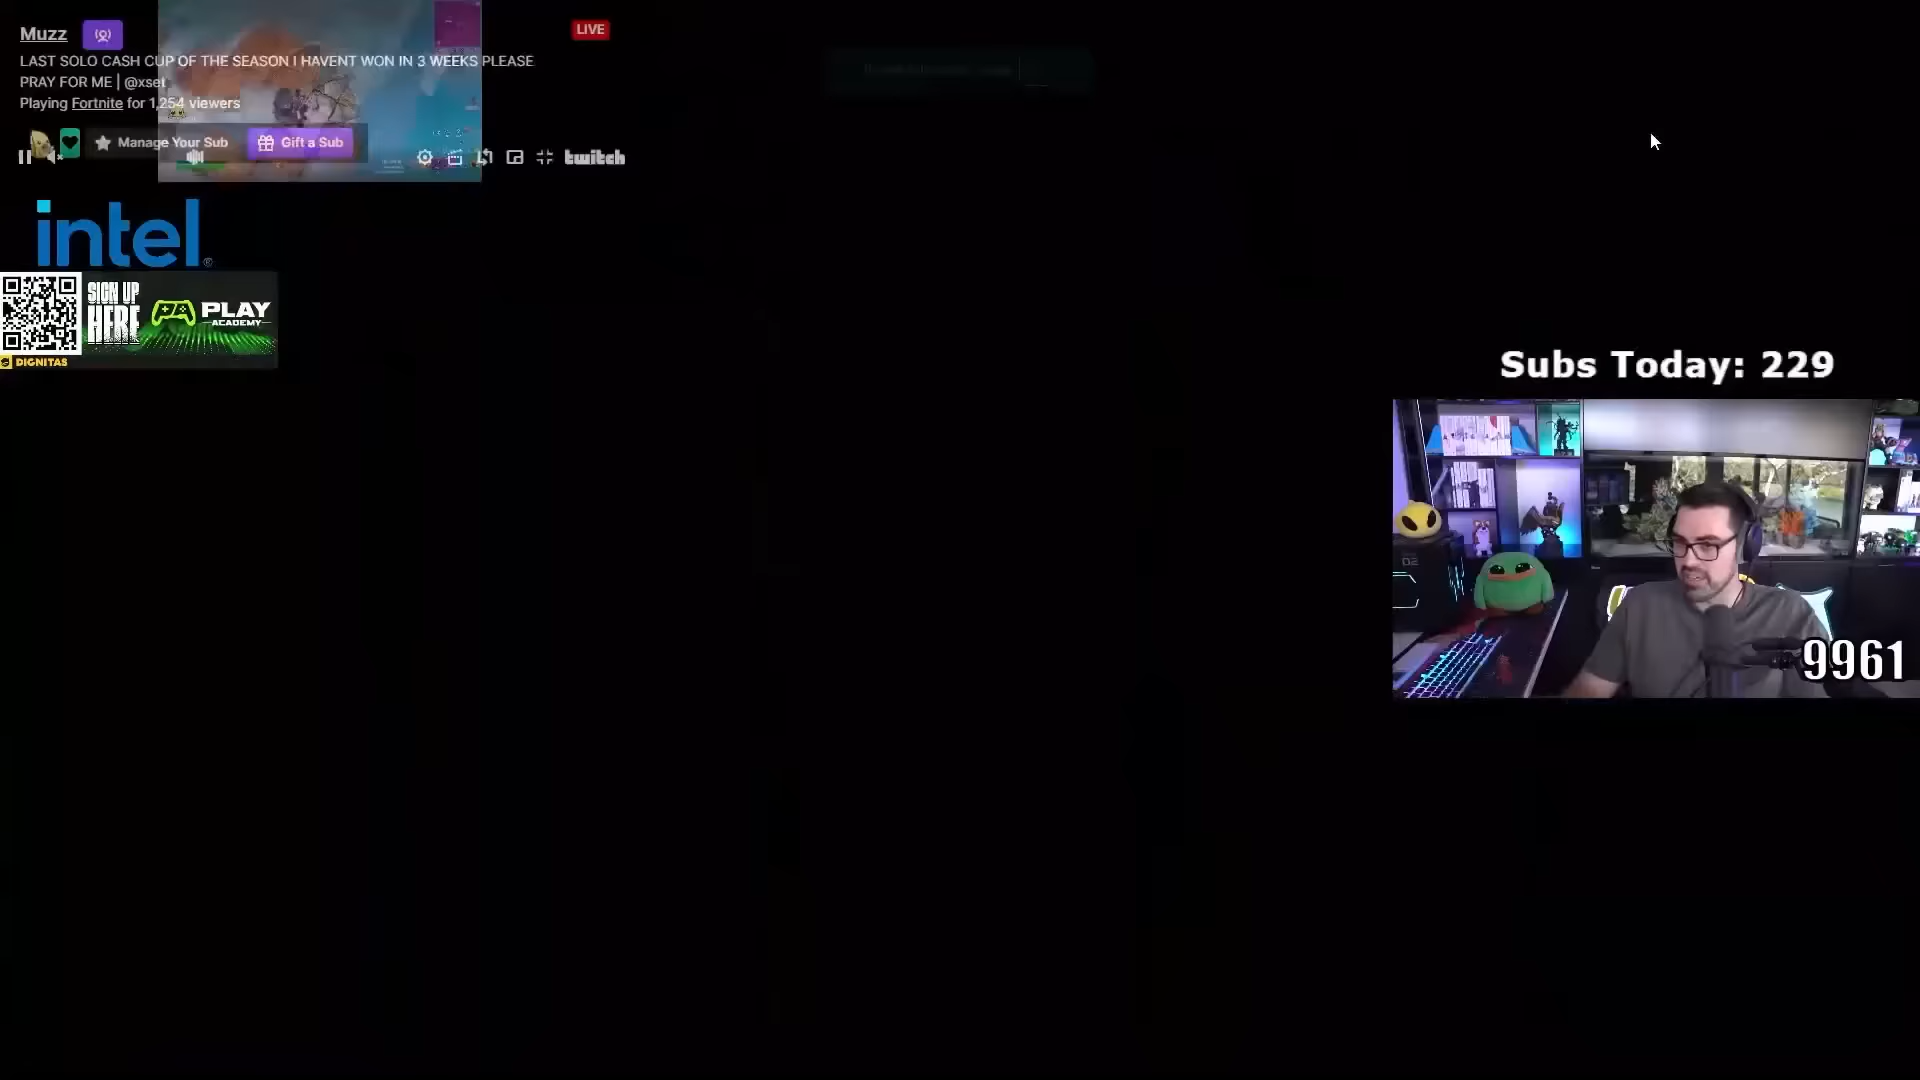 Muzz
LIVE
LAST SOLO CASH CUP OF THE SEASON I HAVENT WON IN 3 WEEKS PLEASE
PRAY FOR ME | @xset
Playing Fortnite for 1,254 viewers
Manage Your Sub
Gift a Sub
twitch
intel®
SIGN UP
HERE
PLAY
ACADEMY
DIGNITAS
Subs Today: 229
9961